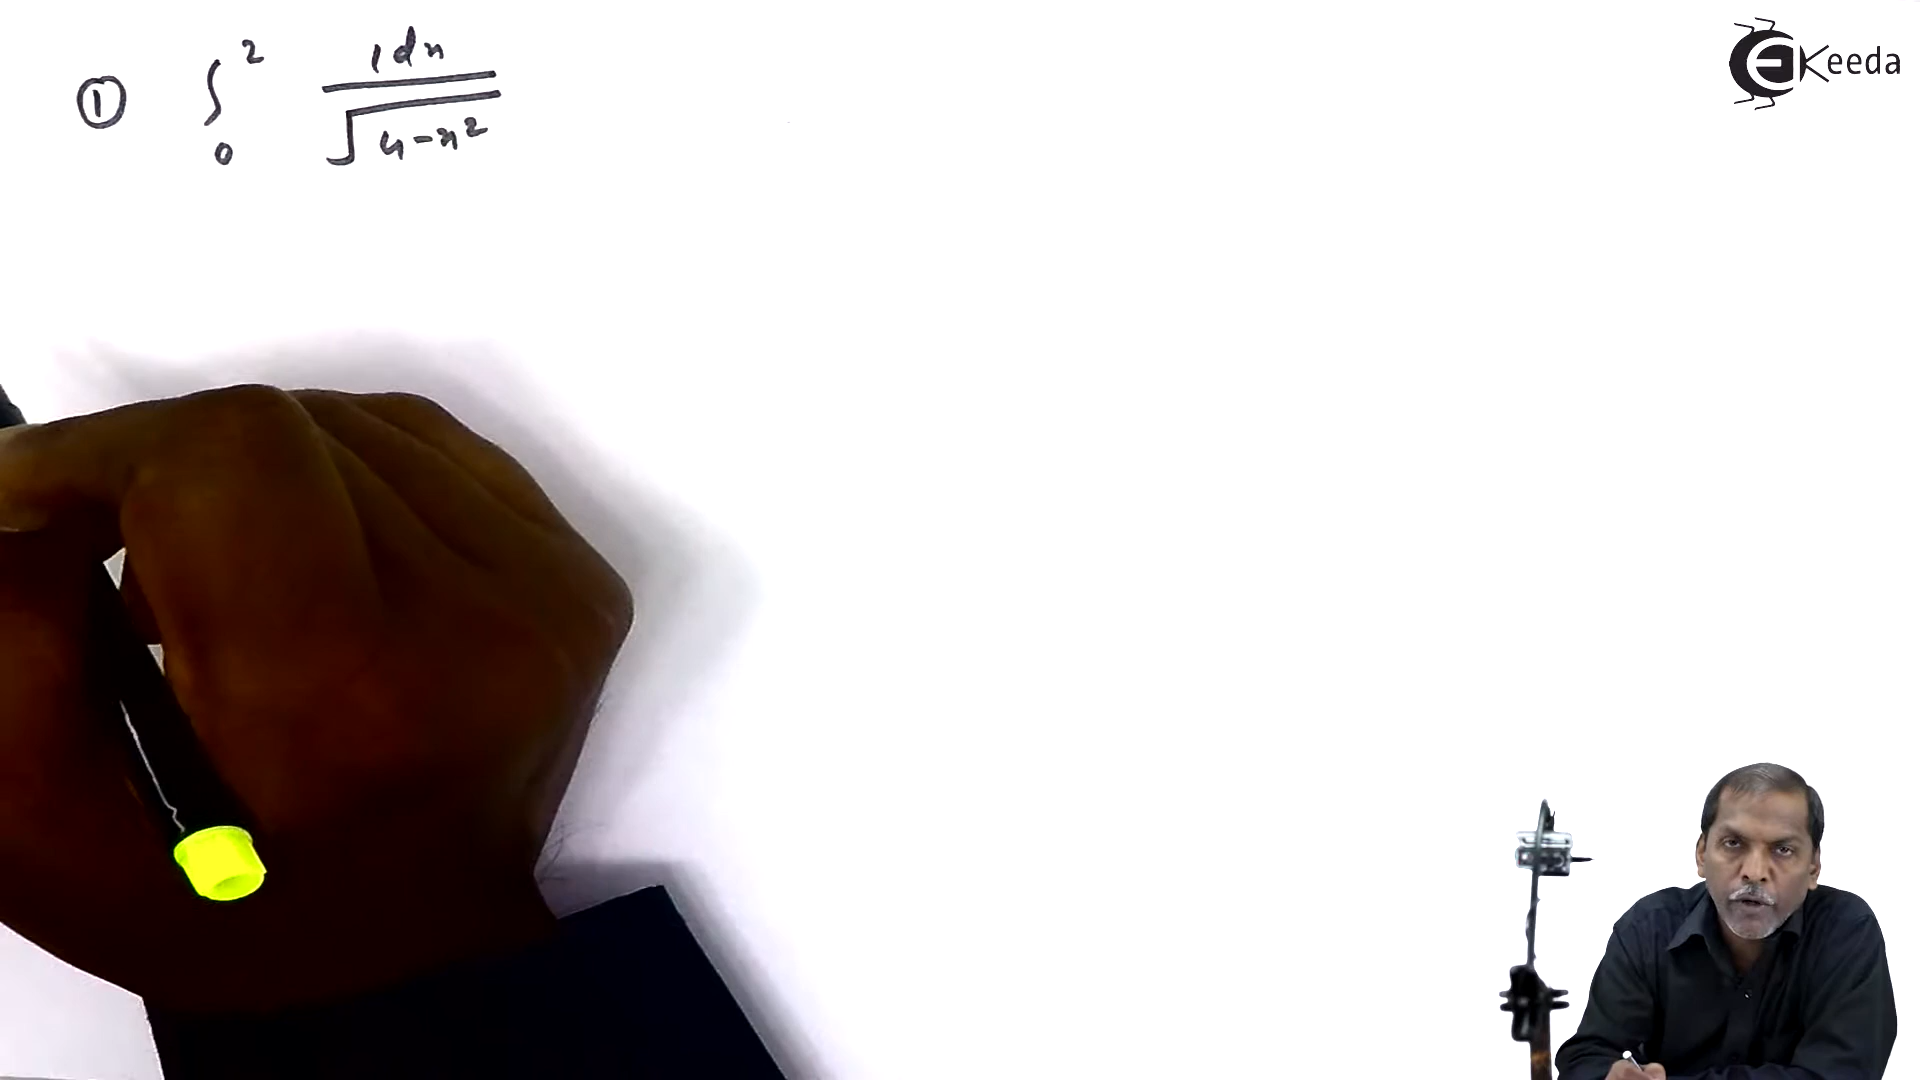 ① ∫₀² 1dx / √4-x²
EKeeda